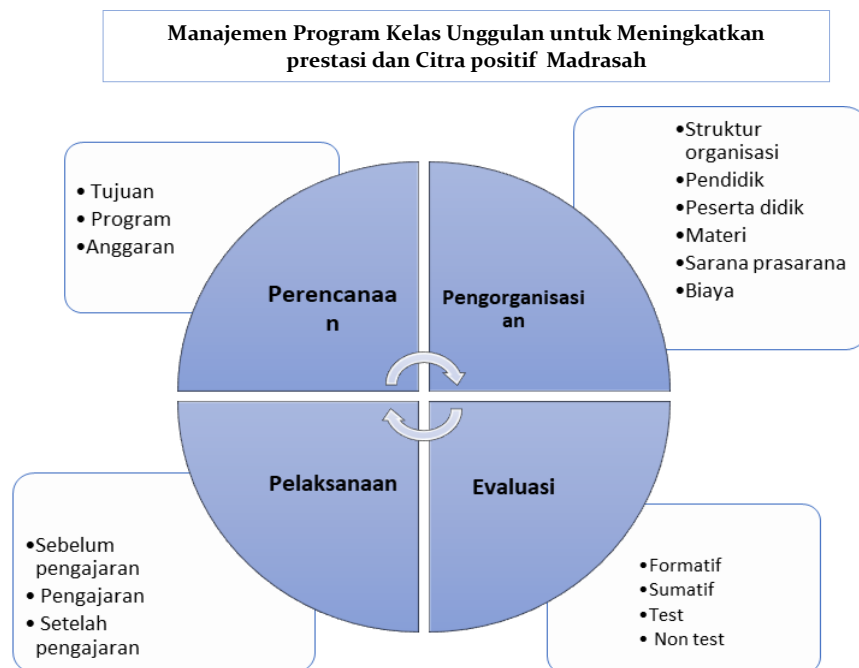 Manajemen Program Kelas Unggulan untuk Meningkatkan
prestasi dan Citra positif Madrasah
• Tujuan
• Program
•Anggaran
•Struktur
organisasi
•Pendidik
•Peserta didik
•Materi
•Sarana prasarana
•Biaya
Perencanaa
n
Pengorganisasi
an
Pelaksanaan
Evaluasi
•Sebelum
pengajaran
• Pengajaran
• Setelah
pengajaran
•Formatif
•Sumatif
•Test
• Non test